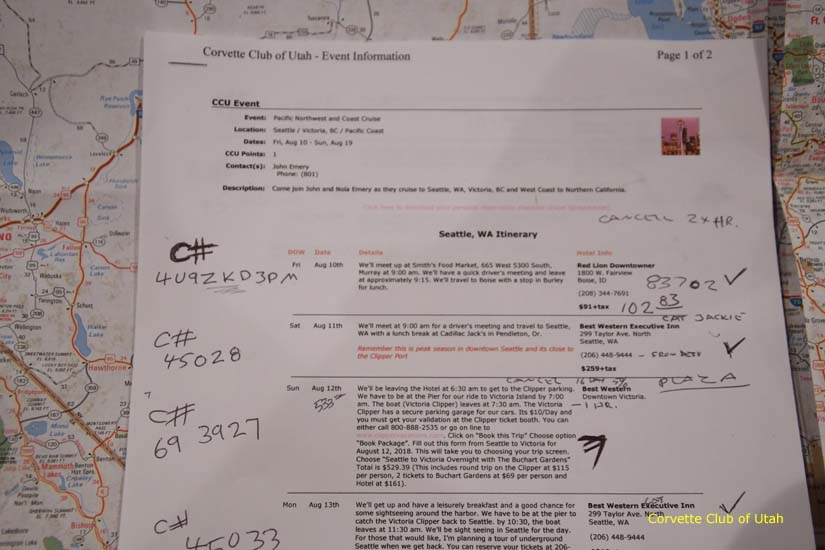 Corvette Club of Utah - Event Information
Page 1 of 2
CCU Event
Event: Pacific Northwest and Coast Cruise
Location: Seattle / Victoria, BC / Pacific Coast
Dates: Fri, Aug 10 - Sun, Aug 19
CCU Points: 1
Contact(s): John Emery
Phone: (801)
Description: Come join John and Nola Emery as they cruise to Seattle, WA, Victoria, BC and West Coast to Northern California.
CANCELL 24 HR.
Seattle, WA Itinerary
DOW Date Details Hotel Info
C#
4U9ZKD3PM
Fri Aug 10th
We'll meet up at Smith's Food Market, 665 West 5300 South,
Murray at 9:00 am. We'll have a quick driver's meeting and leave
at approximately 9:15. We'll travel to Boise with a stop in Burley
for lunch.
Red Lion Downtowner
1800 W. Fairview
Boise, ID
(208) 344-7691
$91+tax
83702
102 83
JACKIE
C#
45028
Sat Aug 11th
We'll meet at 9:00 am for a driver's meeting and travel to Seattle,
WA with a lunch break at Cadillac Jack's in Pendleton, Or.
Remember this is peak season in downtown Seattle and its close to
the Clipper Port
Best Western Executive Inn
299 Taylor Ave. North
Seattle, WA
(206) 448-9444
$259+tax
PLAZA
CANCEL
C#
69 3927
Sun Aug 12th
We'll be leaving the Hotel at 6:30 am to get to the Clipper parking.
We have to be at the Pier for our ride to Victoria Island by 7:00
am. The boat (Victoria Clipper) leaves at 7:30 am. The Victoria
Clipper has a secure parking garage for our cars. Its $10/Day and
you must get your validation at the Clipper ticket booth. You can
either call 800-888-2535 or go on line to
Click on "Book this Trip" Choose option
"Book Package". Fill out this form from Seattle to Victoria for
August 12, 2018. This will take you to choosing your trip screen.
Choose "Seattle to Victoria Overnight with The Buchart Gardens"
Total is $529.39 (This includes round trip on the Clipper at $115
per person, 2 tickets to Buchart Gardens at $69 per person and
Hotel at $161).
Best Western
Downtown Victoria.
C#
45033
Mon Aug 13th
We'll get up and have a leisurely breakfast and a good chance for
some sightseeing around the harbor. We have to be at the pier to
catch the Victoria Clipper back to Seattle. by 10:30, the boat
leaves at 11:30 am. We'll be sight seeing in Seattle for the day.
For those that would like, I'm planning a tour of underground
Seattle when we get back. You can reserve your tickets at 206-
Best Western Executive Inn
299 Taylor Ave. North
Seattle, WA
(206) 448-9444
Corvette Club of Utah